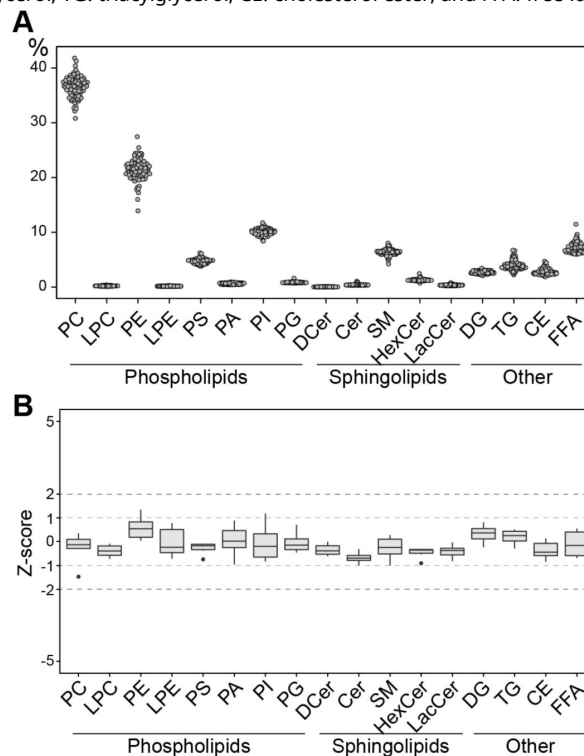 A
%
40
30
20
10
0
PC LPC PE LPE PS PA PI PG DCer Cer SM HexCer LacCer DG TG CE FFA
Phospholipids Sphingolipids Other
B
Z-score
5
2
1
0
-1
-2
-5
PC LPC PE LPE PS PA PI PG DCer Cer SM HexCer LacCer DG TG CE FFA
Phospholipids Sphingolipids Other